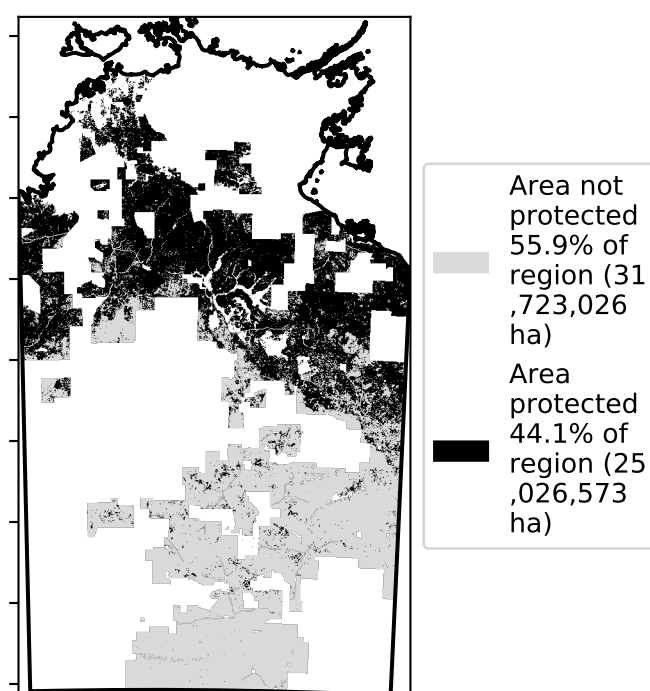 Area not
protected
55.9% of
region (31
,723,026
ha)
Area
protected
44.1% of
region (25
,026,573
ha)